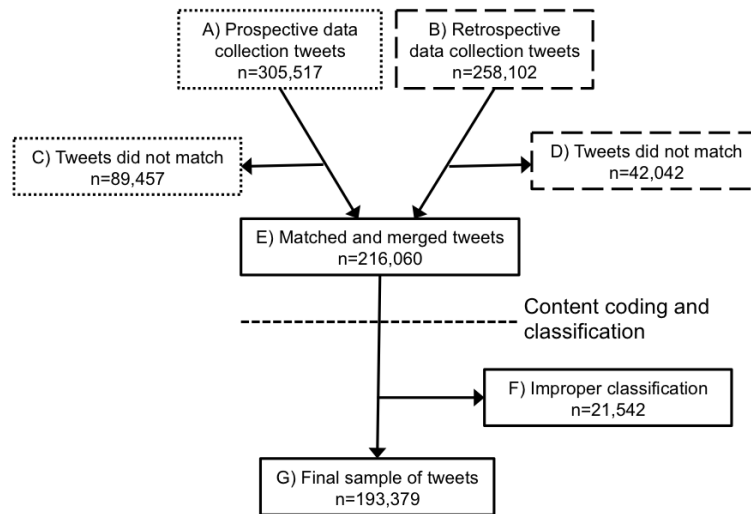 A) Prospective data
collection tweets
n=305,517
B) Retrospective
data collection tweets
n=258,102
C) Tweets did not match
n=89,457
D) Tweets did not match
n=42,042
E) Matched and merged tweets
n=216,060
Content coding and
classification
F) Improper classification
n=21,542
G) Final sample of tweets
n=193,379